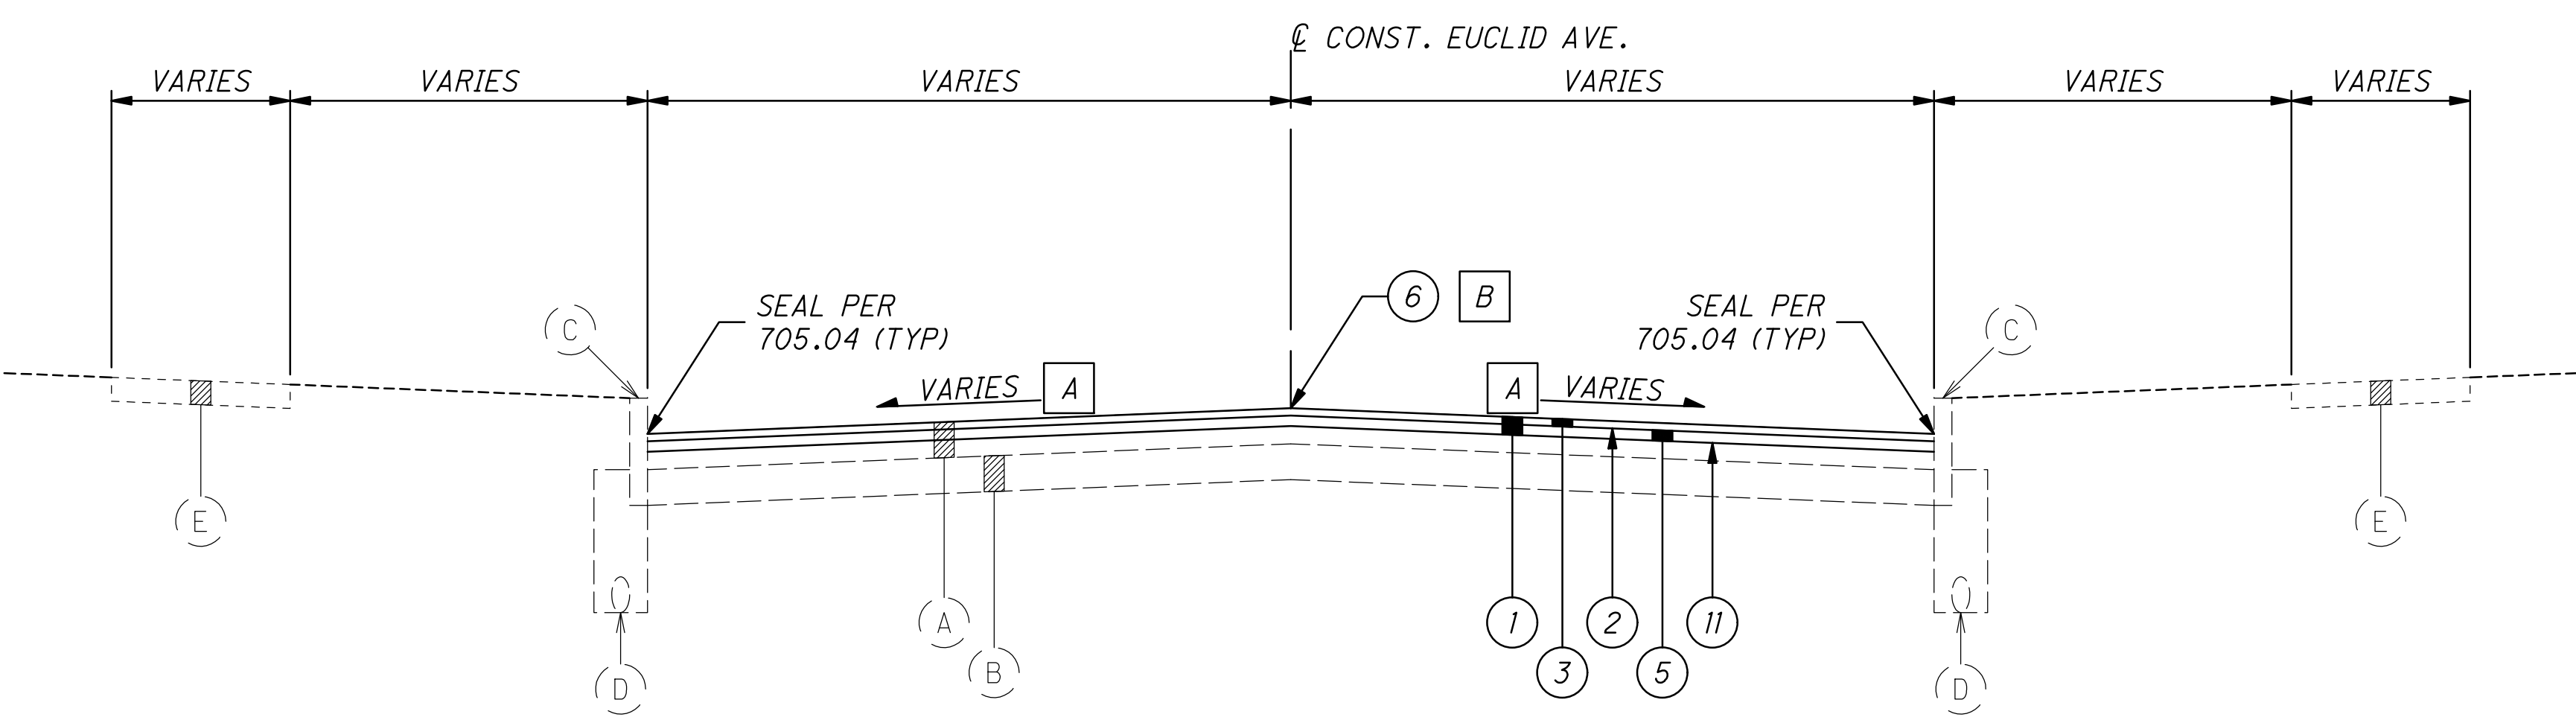 ℄ CONST. EUCLID AVE.
VARIES
VARIES
VARIES
VARIES
VARIES
VARIES
6
B
SEAL PER
705.04 (TYP)
SEAL PER
705.04 (TYP)
C
C
VARIES
A
A
VARIES
E
E
A
1
2
11
B
3
5
D
D